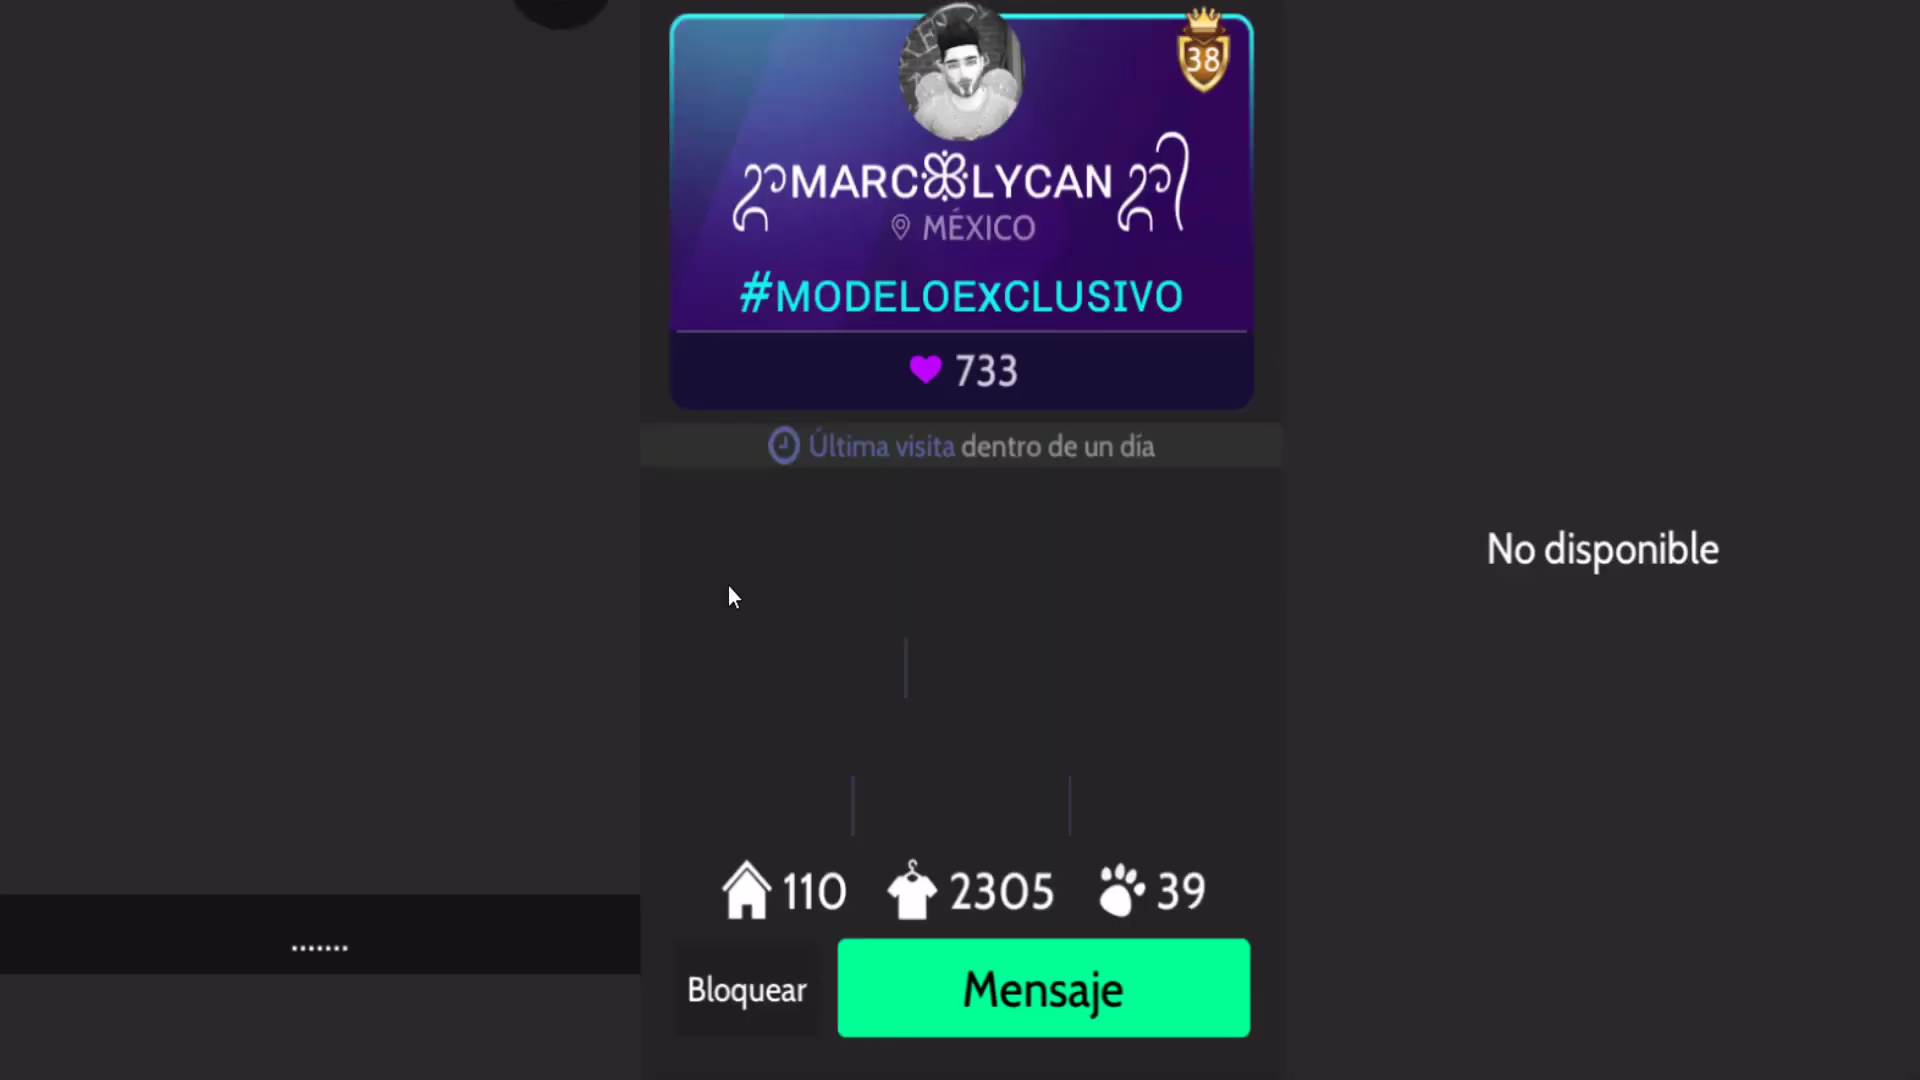 38
MARC🌸LYCAN
MÉXICO
#MODELOEXCLUSIVO
733
Última visita dentro de un día
No disponible
110 2305 39
.......
Bloquear
Mensaje